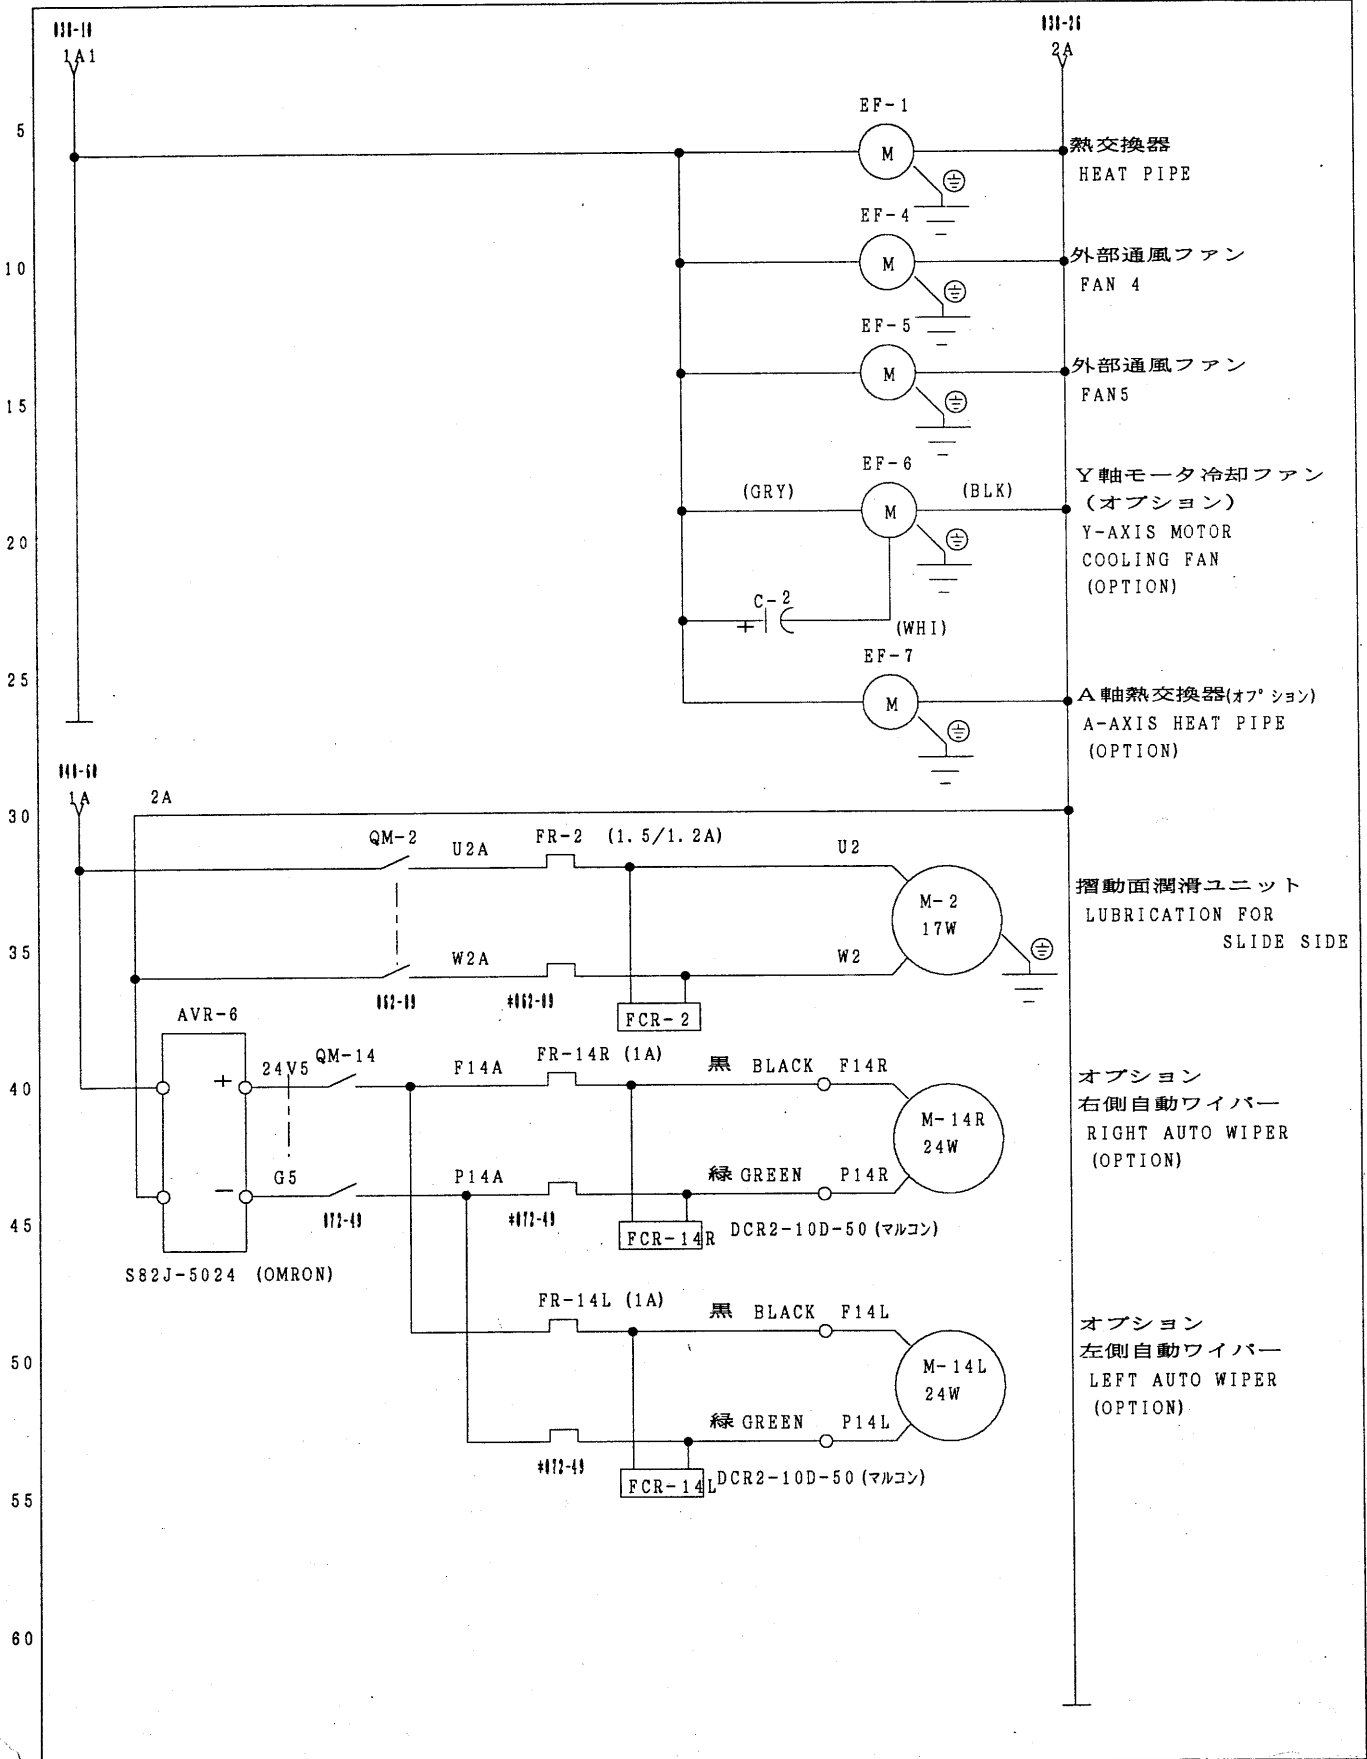 1A1
2A
5
EF-1
M
熱交換器
HEAT PIPE
EF-4
10
M
外部通風ファン
FAN 4
EF-5
M
外部通風ファン
FAN5
15
EF-6
(GRY)
M
(BLK)
Y軸モータ冷却ファン
(オプション)
Y-AXIS MOTOR
COOLING FAN
(OPTION)
20
C-2
+
(WHI)
EF-7
25
M
A軸熱交換器(オプション)
A-AXIS HEAT PIPE
(OPTION)
1A
2A
30
QM-2
U2A
FR-2 (1.5/1.2A)
U2
M-2
17W
摺動面潤滑ユニット
LUBRICATION FOR
SLIDE SIDE
35
W2A
W2
062-09
*062-09
FCR-2
AVR-6
24V5
QM-14
F14A
FR-14R (1A)
黒 BLACK
F14R
40
+
M-14R
24W
オプション
右側自動ワイパー
RIGHT AUTO WIPER
(OPTION)
−
G5
P14A
緑 GREEN
P14R
45
072-49
*072-49
FCR-14R
DCR2-10D-50(マルコン)
S82J-5024 (OMRON)
FR-14L (1A)
黒 BLACK
F14L
50
M-14L
24W
オプション
左側自動ワイパー
LEFT AUTO WIPER
(OPTION)
緑 GREEN
P14L
*072-49
FCR-14L
DCR2-10D-50(マルコン)
55
60